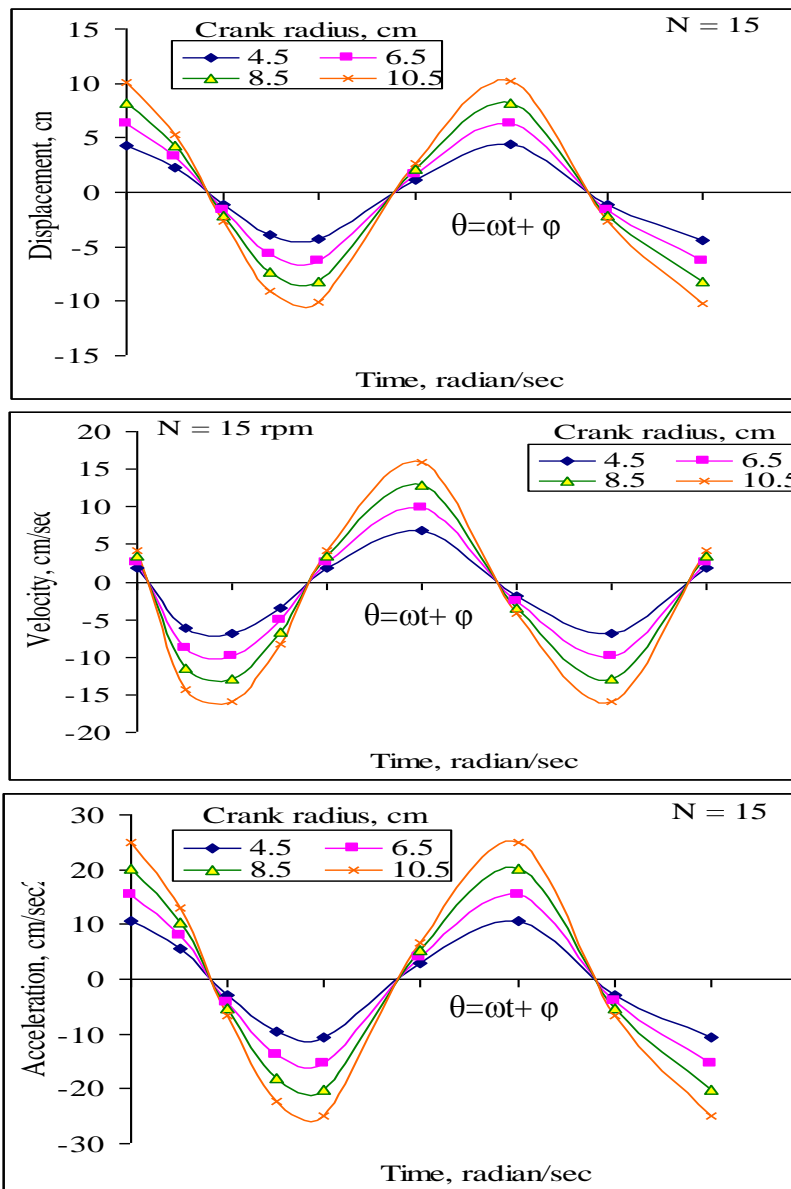 Crank radius, cm
N = 15
4.5 6.5
8.5 10.5
15
10
5
0
-5
-10
-15
Displacement, cn
θ=ωt+ φ
Time, radian/sec
N = 15 rpm
Crank radius, cm
4.5 6.5
8.5 10.5
20
15
10
5
0
-5
-10
-15
-20
Velocity, cm/sec
θ=ωt+ φ
Time, radian/sec
Crank radius, cm
N = 15
4.5 6.5
8.5 10.5
30
20
10
0
-10
-20
-30
Acceleration, cm/sec2
θ=ωt+ φ
Time, radian/sec